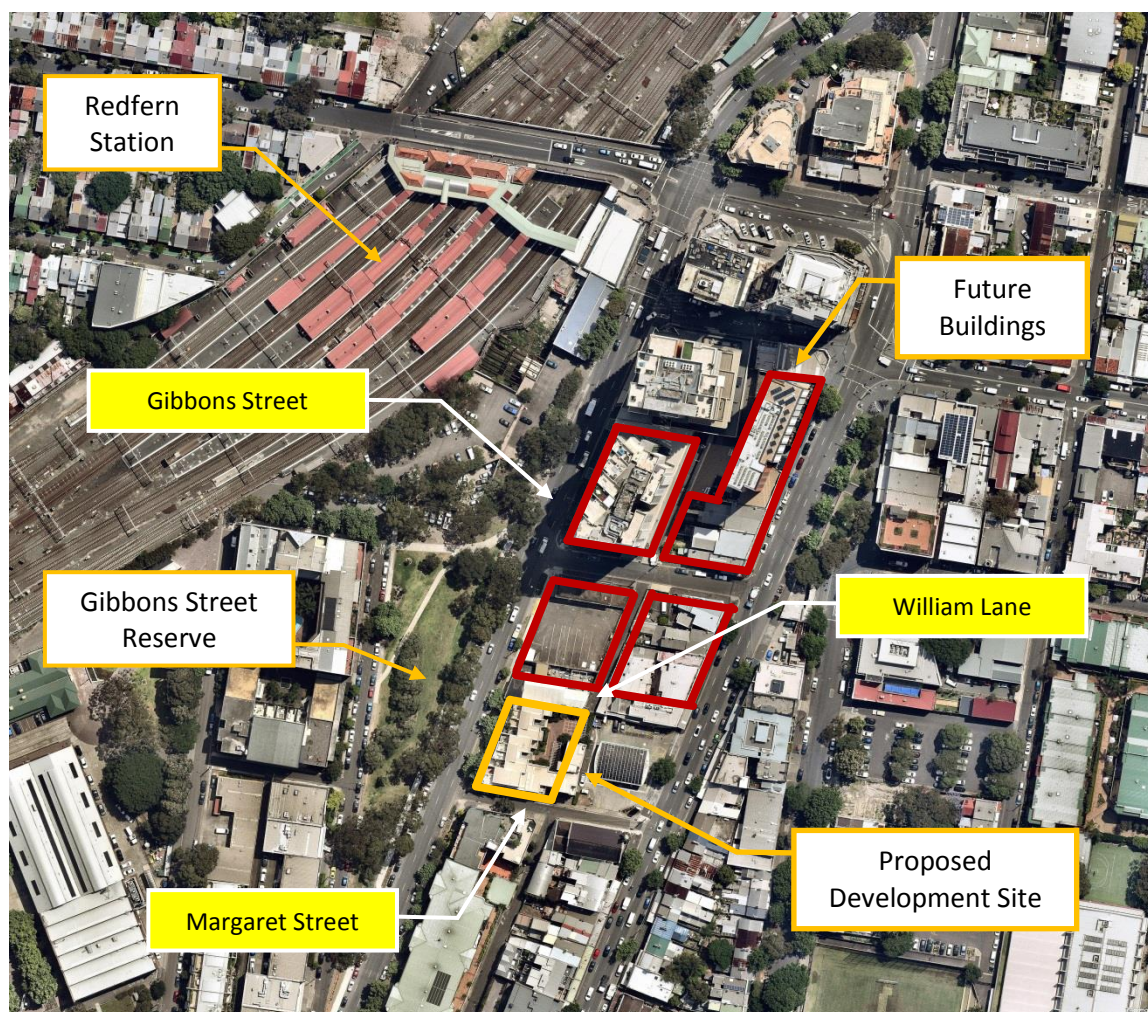 Redfern
Station
Future
Buildings
Gibbons Street
Gibbons Street
Reserve
William Lane
Proposed
Development Site
Margaret Street